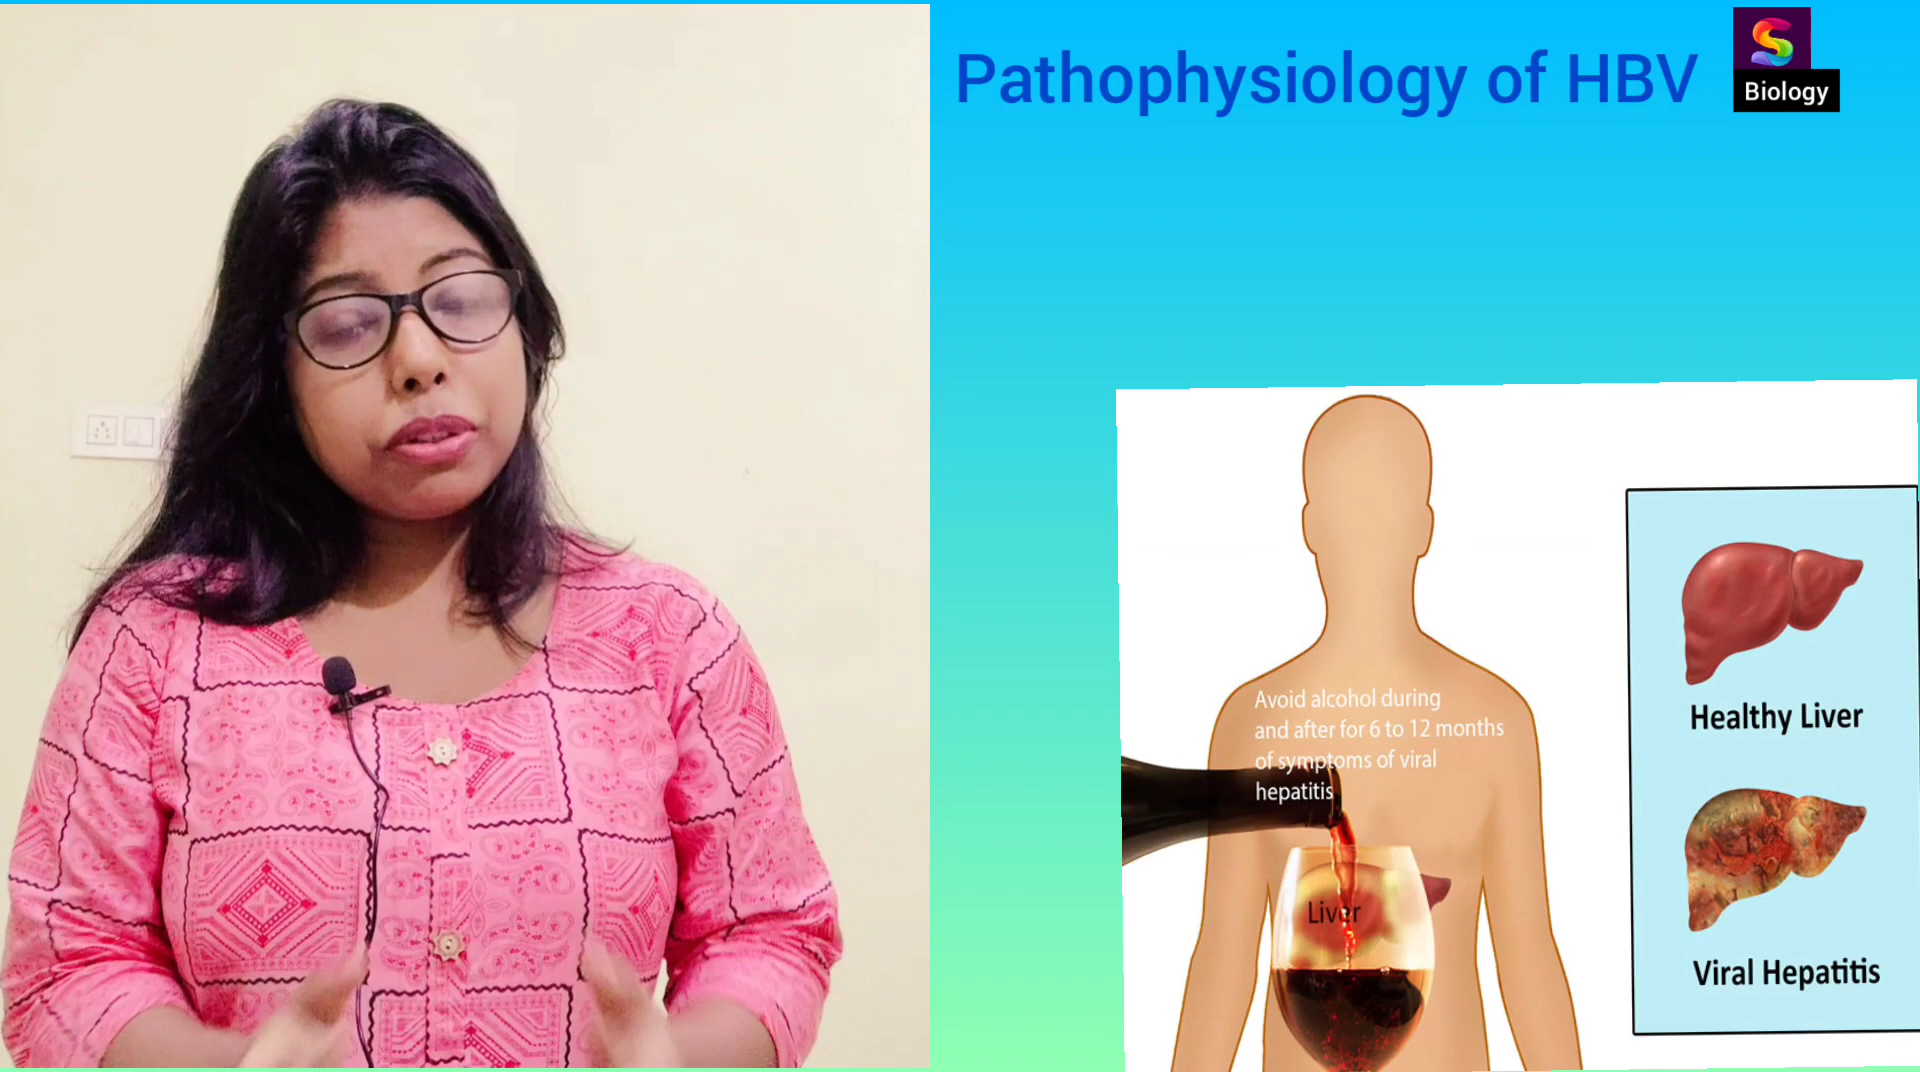 Pathophysiology of HBV
S
Biology
Avoid alcohol during
and after for 6 to 12 months
of symptoms of viral
hepatitis
Liver
Healthy Liver
Viral Hepatitis